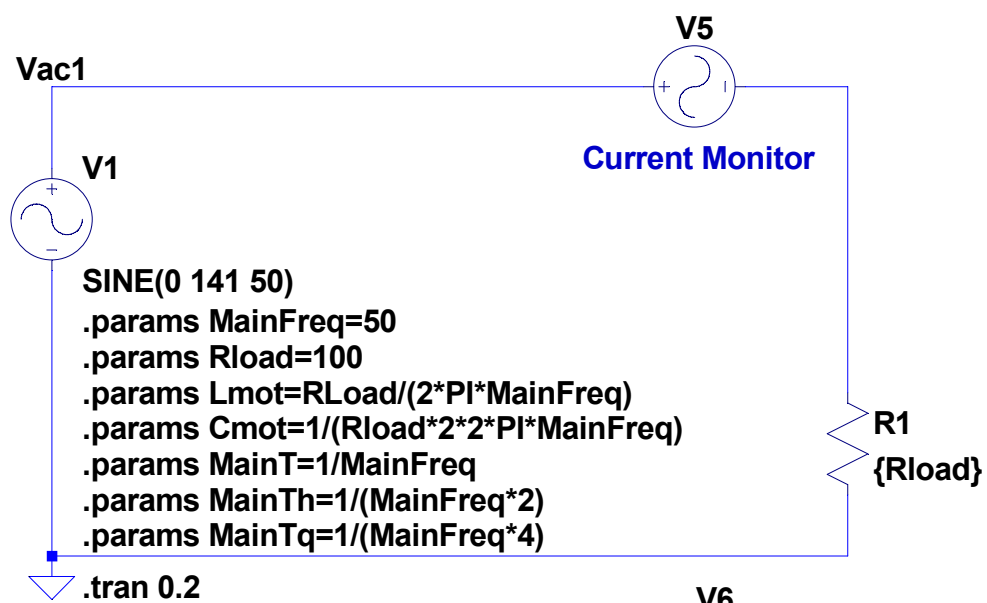 V5
Vac1
Current Monitor
V1
SINE(0 141 50)
.params MainFreq=50
.params Rload=100
.params Lmot=RLoad/(2*PI*MainFreq)
.params Cmot=1/(Rload*2*2*PI*MainFreq)
.params MainT=1/MainFreq
.params MainTh=1/(MainFreq*2)
.params MainTq=1/(MainFreq*4)
R1
{Rload}
.tran 0.2
V6